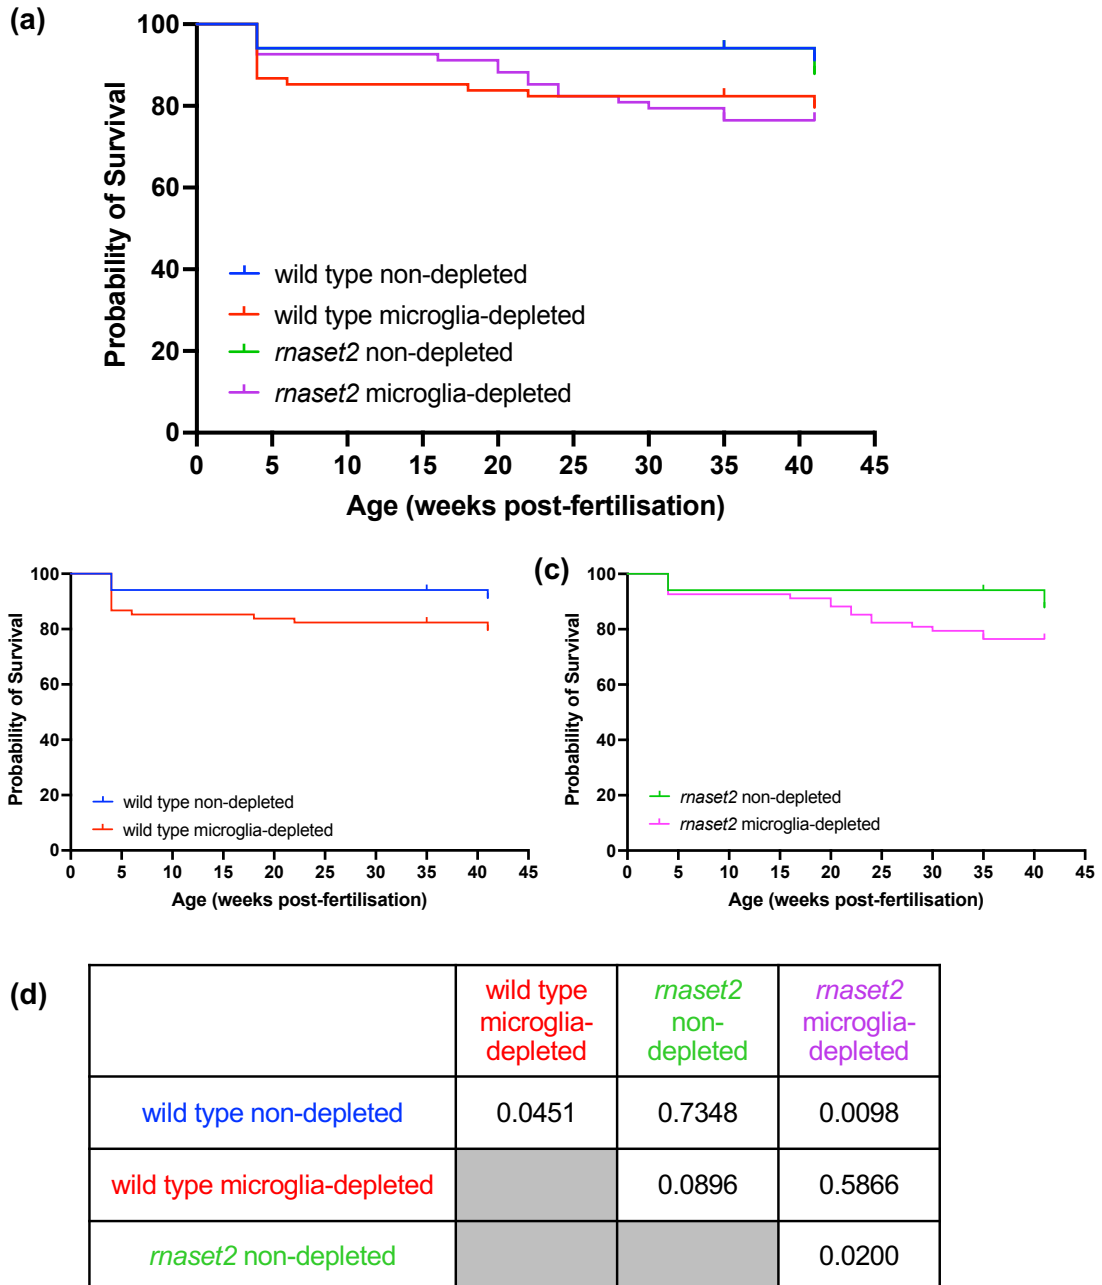 (a)
Probability of Survival
100
80
60
40
20
0
wild type non-depleted
wild type microglia-depleted
rnaset2 non-depleted
rnaset2 microglia-depleted
0 5 10 15 20 25 30 35 40 45
Age (weeks post-fertilisation)
Probability of Survival
100
80
60
40
20
0
wild type non-depleted
wild type microglia-depleted
0 5 10 15 20 25 30 35 40 45
Age (weeks post-fertilisation)
(c)
Probability of Survival
100
80
60
40
20
0
rnaset2 non-depleted
rnaset2 microglia-depleted
0 5 10 15 20 25 30 35 40 45
Age (weeks post-fertilisation)
(d)
wild type
microglia-
depleted
rnaset2
non-
depleted
rnaset2
microglia-
depleted
wild type non-depleted 0.0451 0.7348 0.0098
wild type microglia-depleted 0.0896 0.5866
rnaset2 non-depleted 0.0200